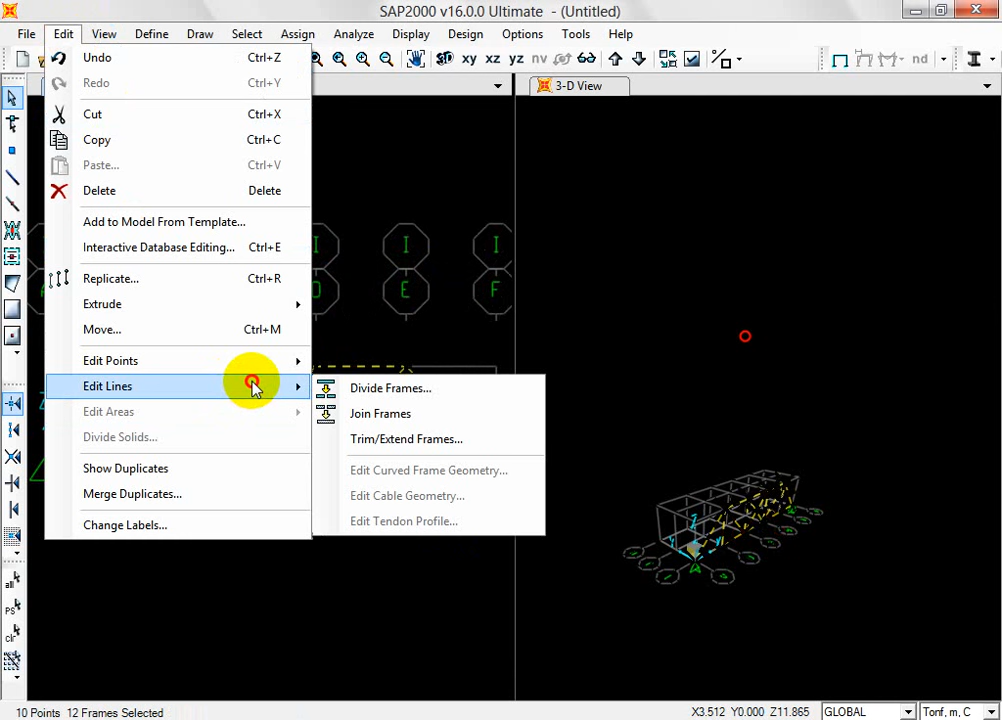 SAP2000 v16.0.0 Ultimate - (Untitled)
File Edit View Define Draw Select Assign Analyze Display Design Options Tools Help
xy xz yz nv nd
3-D View
Undo Ctrl+Z
Redo Ctrl+Y
Cut Ctrl+X
Copy Ctrl+C
Paste... Ctrl+V
Delete Delete
Add to Model From Template...
Interactive Database Editing... Ctrl+E
Replicate... Ctrl+R
Extrude
Move... Ctrl+M
Edit Points
Edit Lines
Edit Areas
Divide Solids...
Show Duplicates
Merge Duplicates...
Change Labels...
Divide Frames...
Join Frames
Trim/Extend Frames...
Edit Curved Frame Geometry...
Edit Cable Geometry...
Edit Tendon Profile...
I I I
E F
all
PS
clr
10 Points 12 Frames Selected
X3.512 Y0.000 Z11.865
GLOBAL
Tonf, m, C